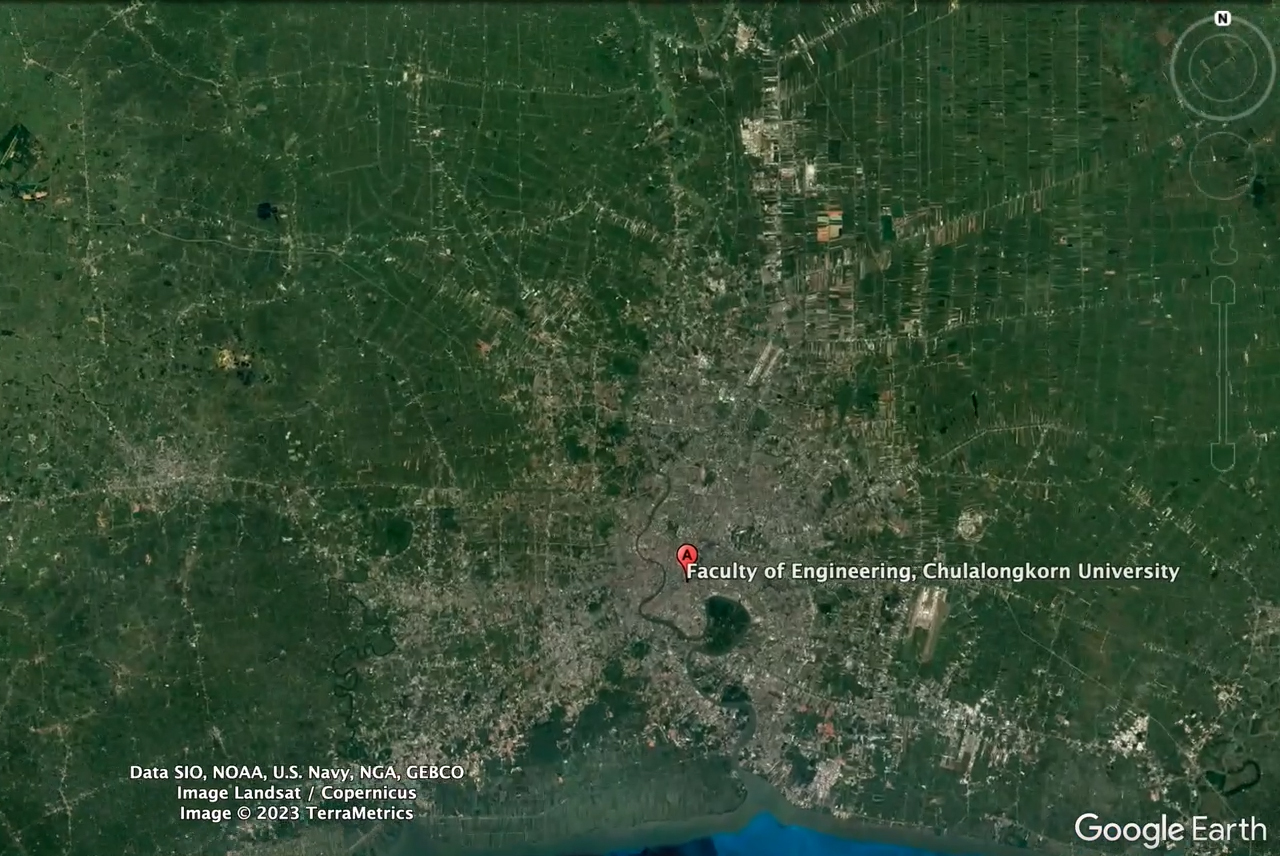 N
A
Faculty of Engineering, Chulalongkorn University
Data SIO, NOAA, U.S. Navy, NGA, GEBCO
Image Landsat / Copernicus
Image © 2023 TerraMetrics
Google Earth